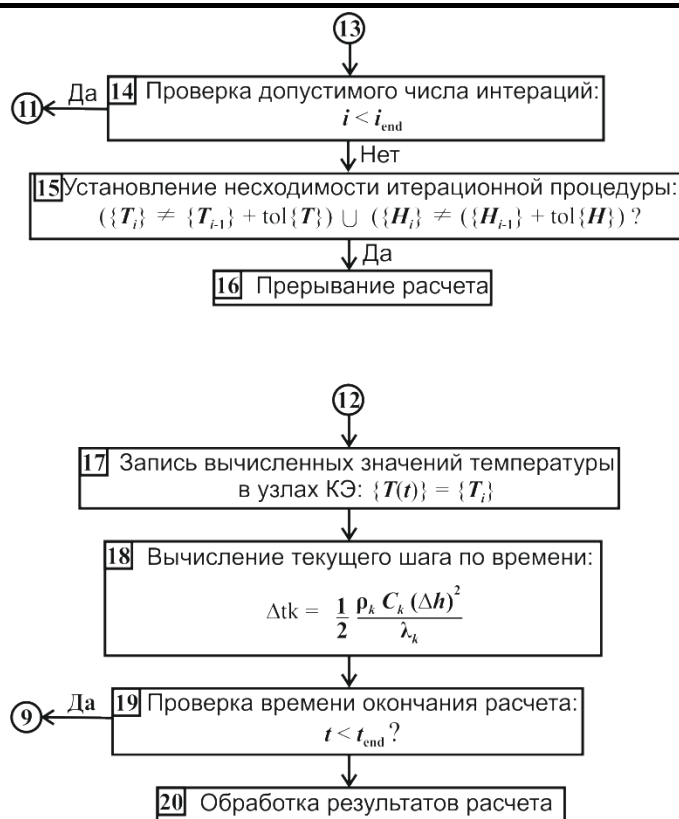 13
Да 14 Проверка допустимого числа интераций:
11 i < i_end
Нет
15 Установление несходимости итерационной процедуры:
({T_i} ≠ {T_{i-1}} + tol{T}) ∪ ({H_i} ≠ ({H_{i-1}} + tol{H}) ?
Да
16 Прерывание расчета
12
17 Запись вычисленных значений температуры
в узлах КЭ: {T(t)} = {T_i}
18 Вычисление текущего шага по времени:
Δtk = 1/2 ρ_k C_k (Δh)² / λ_k
Да 19 Проверка времени окончания расчета:
9 t < t_end ?
20 Обработка результатов расчета